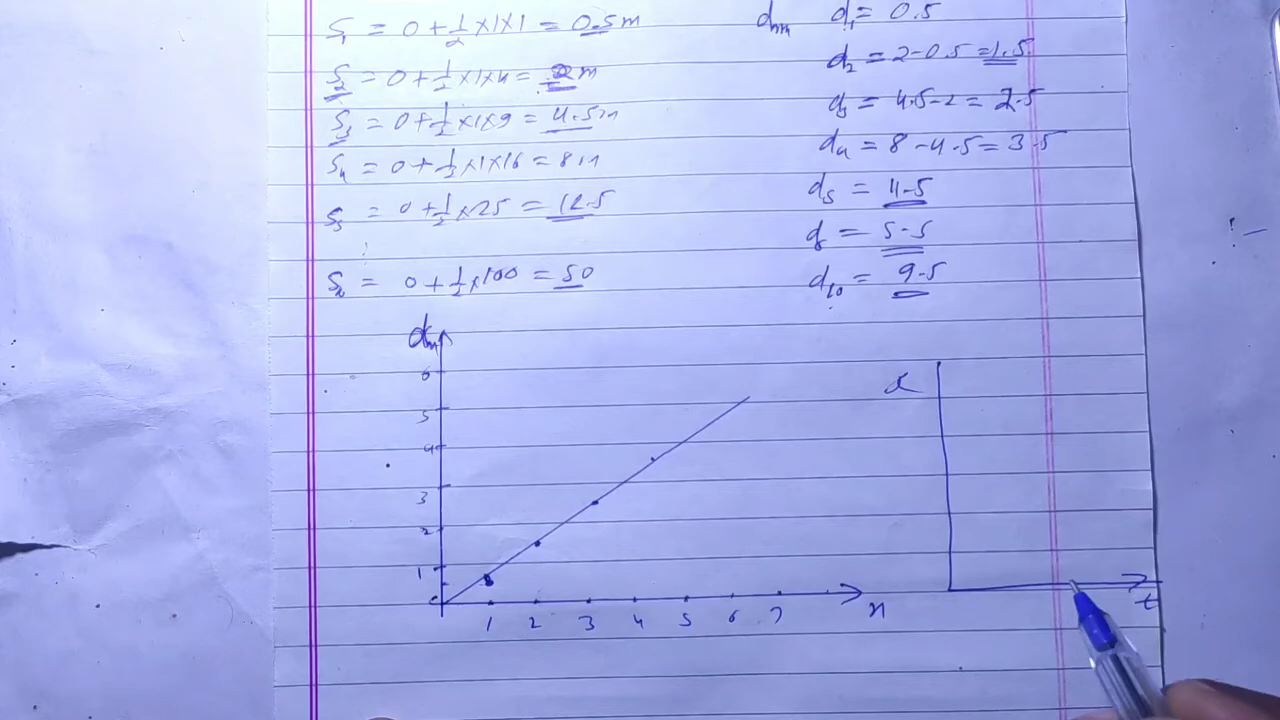 S₁ = 0 + ½ × 1 × 1 = 0.5 m
S₂ = 0 + ½ × 1 × 4 = 2 m
S₃ = 0 + ½ × 1 × 9 = 4.5 m
S₄ = 0 + ½ × 1 × 16 = 8 m
S₅ = 0 + ½ × 25 = 12.5
= 0 + ½ × 100 = 50
d₁ = 0.5
d₂ = 2 - 0.5 = 1.5
d₃ = 4.5 - 2 = 2.5
d₄ = 8 - 4.5 = 3.5
d₅ = 4.5
= 5.5
d₁₀ = 9.5
dₙ
6
5
4
3
2
1
0
1 2 3 4 5 6 7
n
t